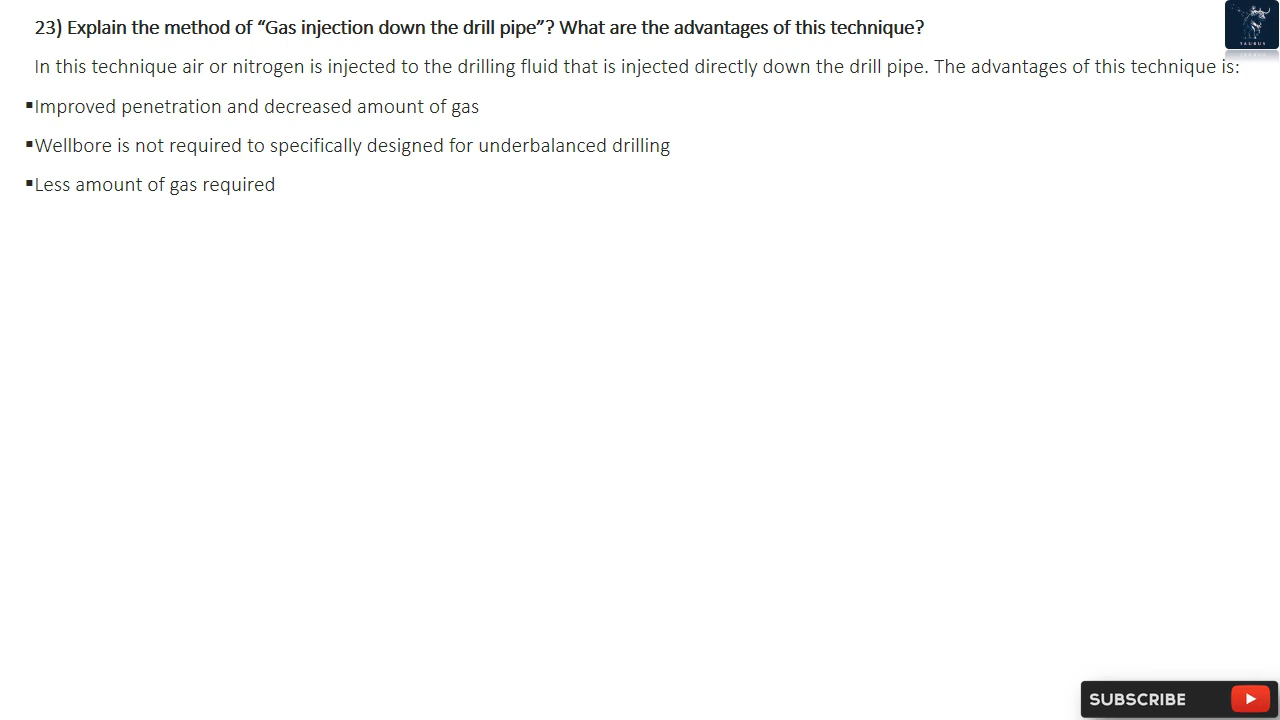 23) Explain the method of “Gas injection down the drill pipe”? What are the advantages of this technique?
In this technique air or nitrogen is injected to the drilling fluid that is injected directly down the drill pipe. The advantages of this technique is:
▪Improved penetration and decreased amount of gas
▪Wellbore is not required to specifically designed for underbalanced drilling
▪Less amount of gas required
TAURUS
SUBSCRIBE